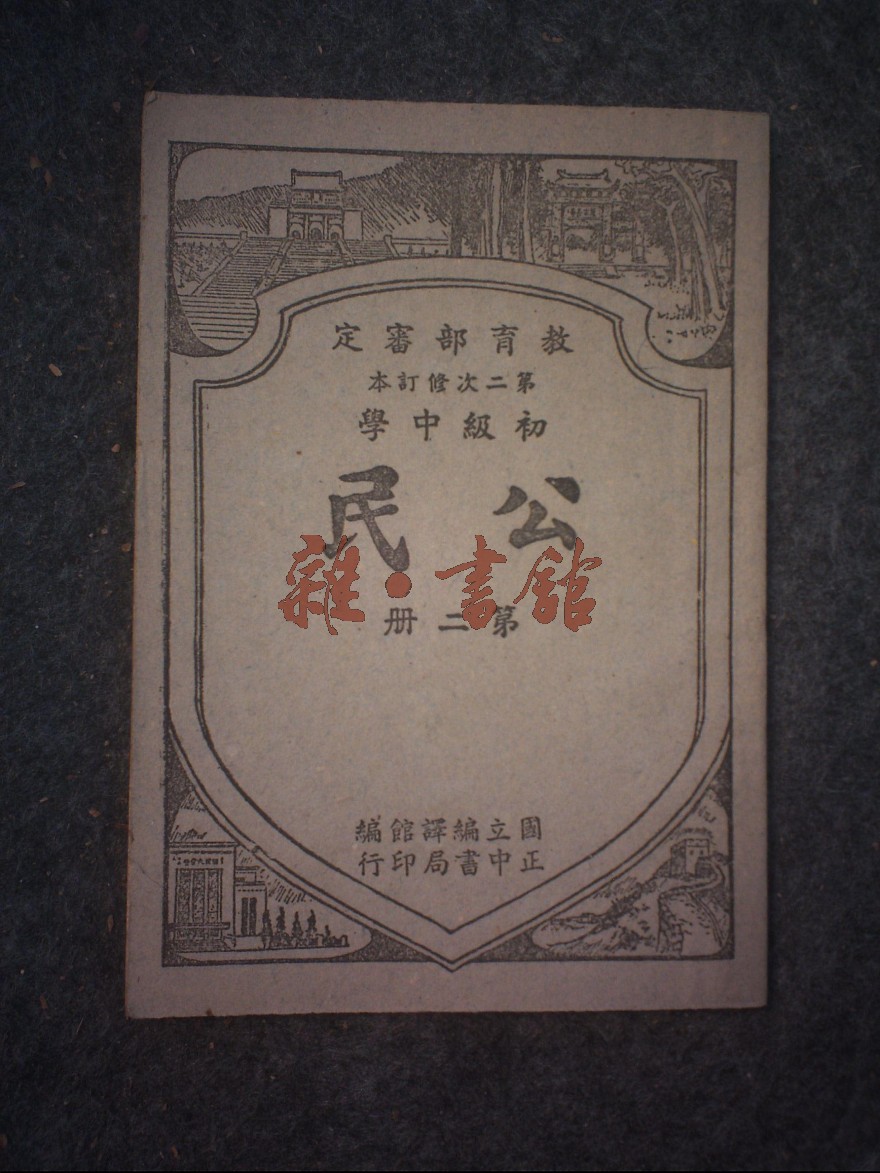 教育部審定
第二次修訂本
初級中學
公民
雜·書館
第二册
國立編譯館編
正中書局印行